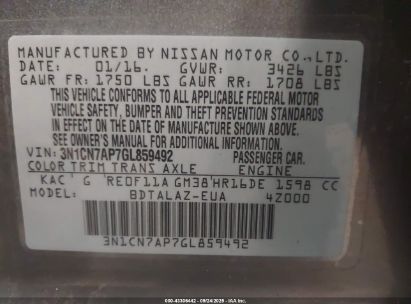 MANUFACTURED BY NISSAN MOTOR CO.,LTD.
DATE: 01/16. GVWR: 3426 LBS
GAWR FR: 1750 LBS GAWR RR: 1708 LBS
THIS VEHICLE CONFORMS TO ALL APPLICABLE FEDERAL MOTOR
VEHICLE SAFETY, BUMPER AND THEFT PREVENTION STANDARDS
IN EFFECT ON THE DATE OF MANUFACTURE SHOWN ABOVE.
SEE OWNER'S MANUAL FOR ADDITIONAL INFORMATION.
VIN: 3N1CN7AP7GL859492 PASSENGER CAR.
COLOR TRIM TRANS AXLE ENGINE
KAC G RE0F11A GM38 HR16DE 1598 CC
MODEL: BDTALAZ-EUA 4Z000
3N1CN7AP7GL859492